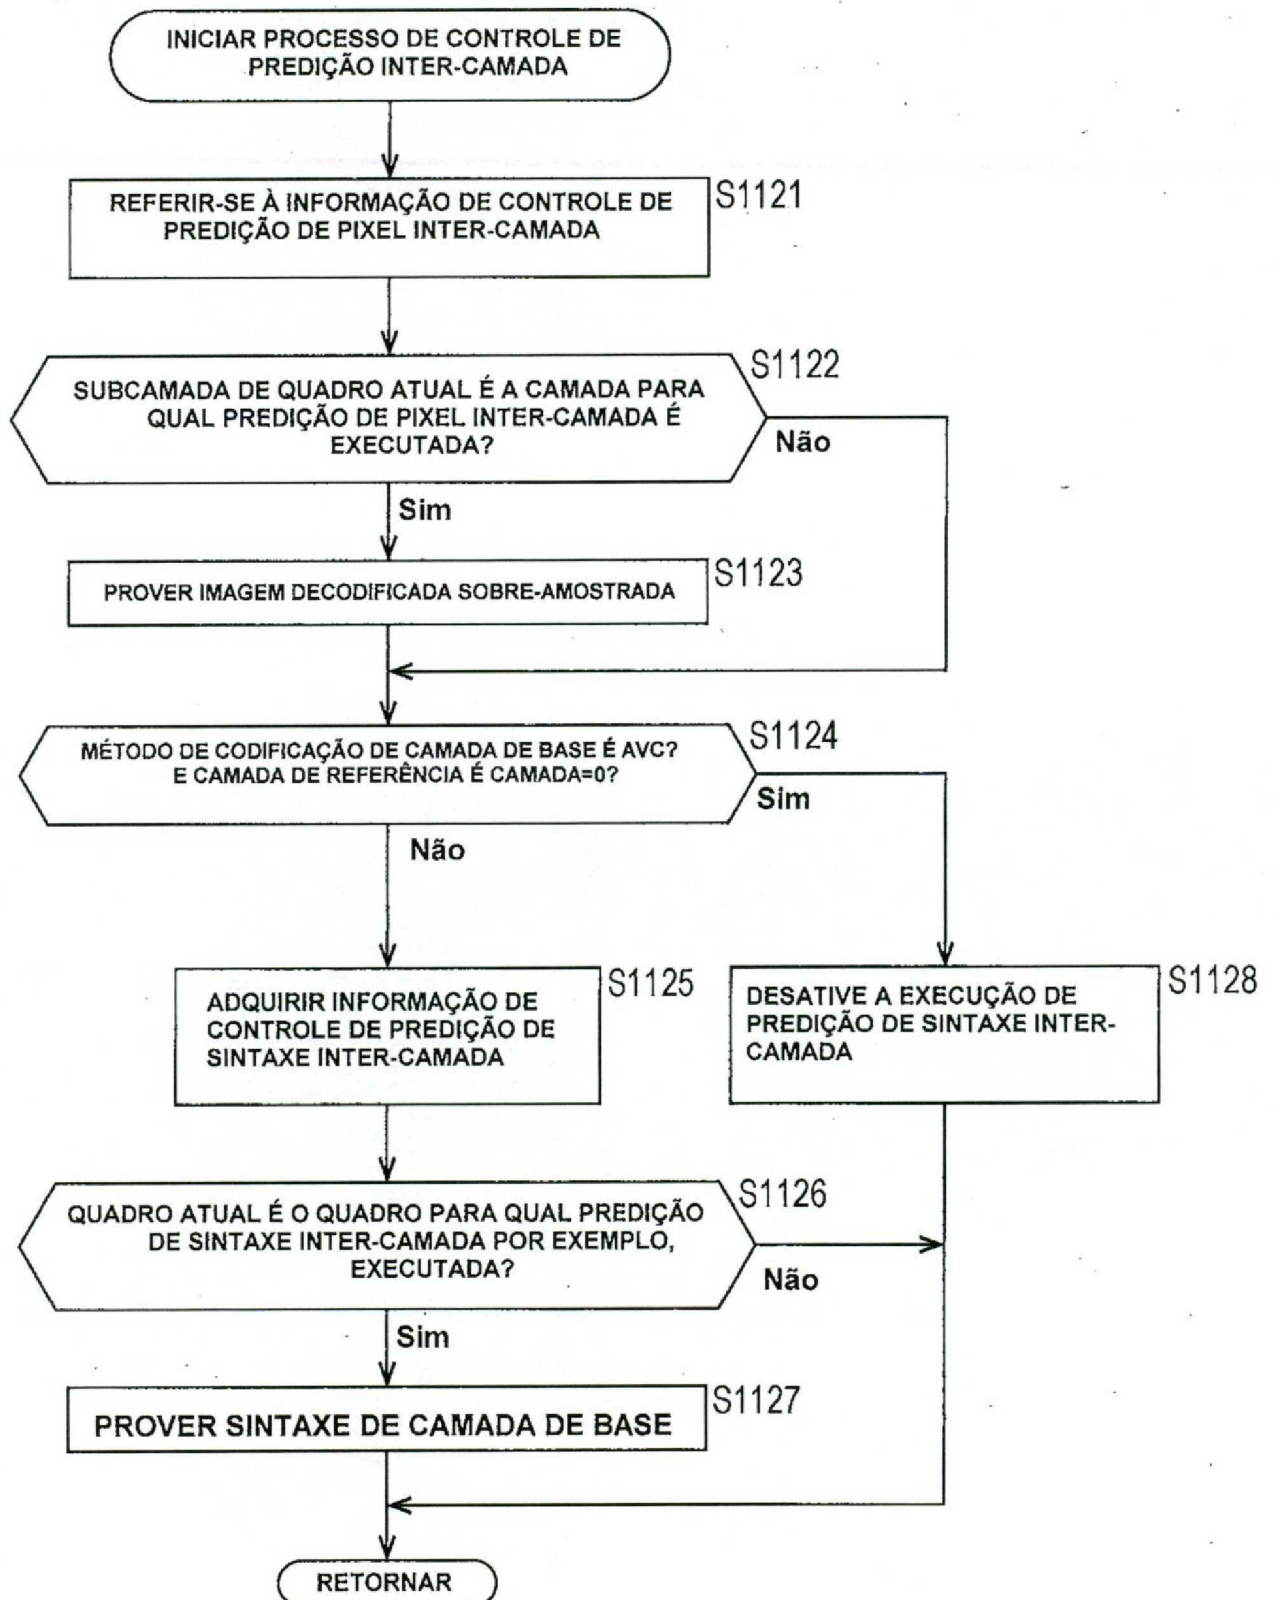 INICIAR PROCESSO DE CONTROLE DE
PREDIÇÃO INTER-CAMADA
REFERIR-SE À INFORMAÇÃO DE CONTROLE DE
PREDIÇÃO DE PIXEL INTER-CAMADA
S1121
SUBCAMADA DE QUADRO ATUAL É A CAMADA PARA
QUAL PREDIÇÃO DE PIXEL INTER-CAMADA É
EXECUTADA?
S1122
Não
Sim
PROVER IMAGEM DECODIFICADA SOBRE-AMOSTRADA
S1123
MÉTODO DE CODIFICAÇÃO DE CAMADA DE BASE É AVC?
E CAMADA DE REFERÊNCIA É CAMADA=0?
S1124
Sim
Não
ADQUIRIR INFORMAÇÃO DE
CONTROLE DE PREDIÇÃO DE
SINTAXE INTER-CAMADA
S1125
DESATIVE A EXECUÇÃO DE
PREDIÇÃO DE SINTAXE INTER-
CAMADA
S1128
QUADRO ATUAL É O QUADRO PARA QUAL PREDIÇÃO
DE SINTAXE INTER-CAMADA POR EXEMPLO,
EXECUTADA?
S1126
Não
Sim
PROVER SINTAXE DE CAMADA DE BASE
S1127
RETORNAR